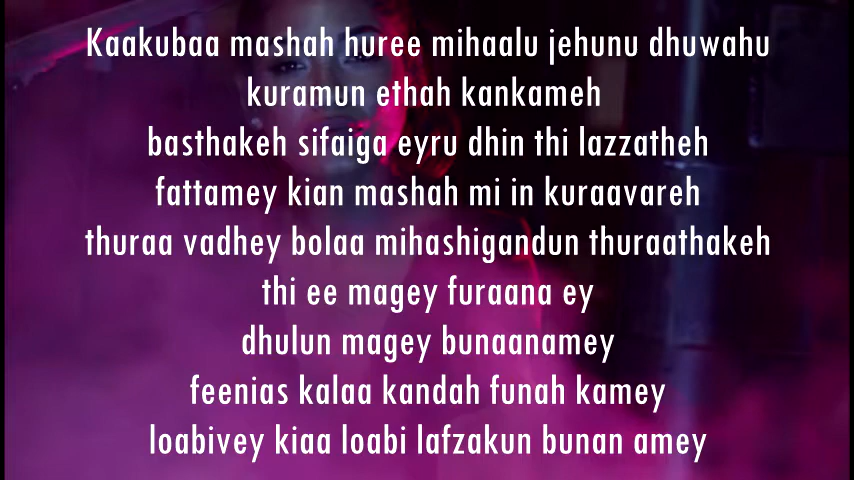 Kaakubaa mashah huree mihaalu jehunu dhuwahu
kuramun ethah kankameh
basthakeh sifaiga eyru dhin thi lazzatheh
fattamey kian mashah mi in kuraavareh
thuraa vadhey bolaa mihashigandun thuraathakeh
thi ee magey furaana ey
dhulun magey bunaanamey
feenias kalaa kandah funah kamey
loabivey kiaa loabi lafzakun bunan amey